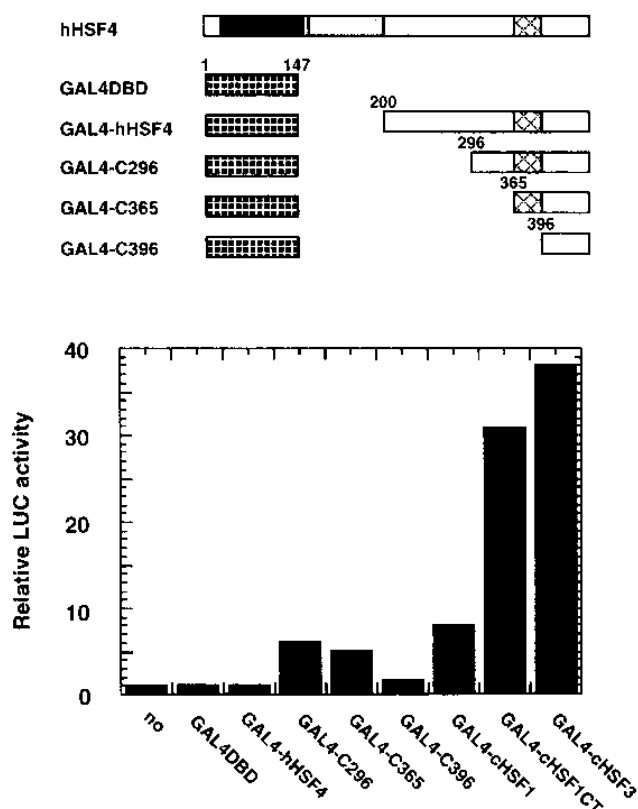 hHSF4
1 147
GAL4DBD
200
GAL4-hHSF4
296
GAL4-C296
365
GAL4-C365
396
GAL4-C396
40
30
20
10
0
Relative LUC activity
no
GAL4DBD
GAL4-hHSF4
GAL4-C296
GAL4-C365
GAL4-C396
GAL4-cHSF1
GAL4-cHSF1CT
GAL4-cHSF3